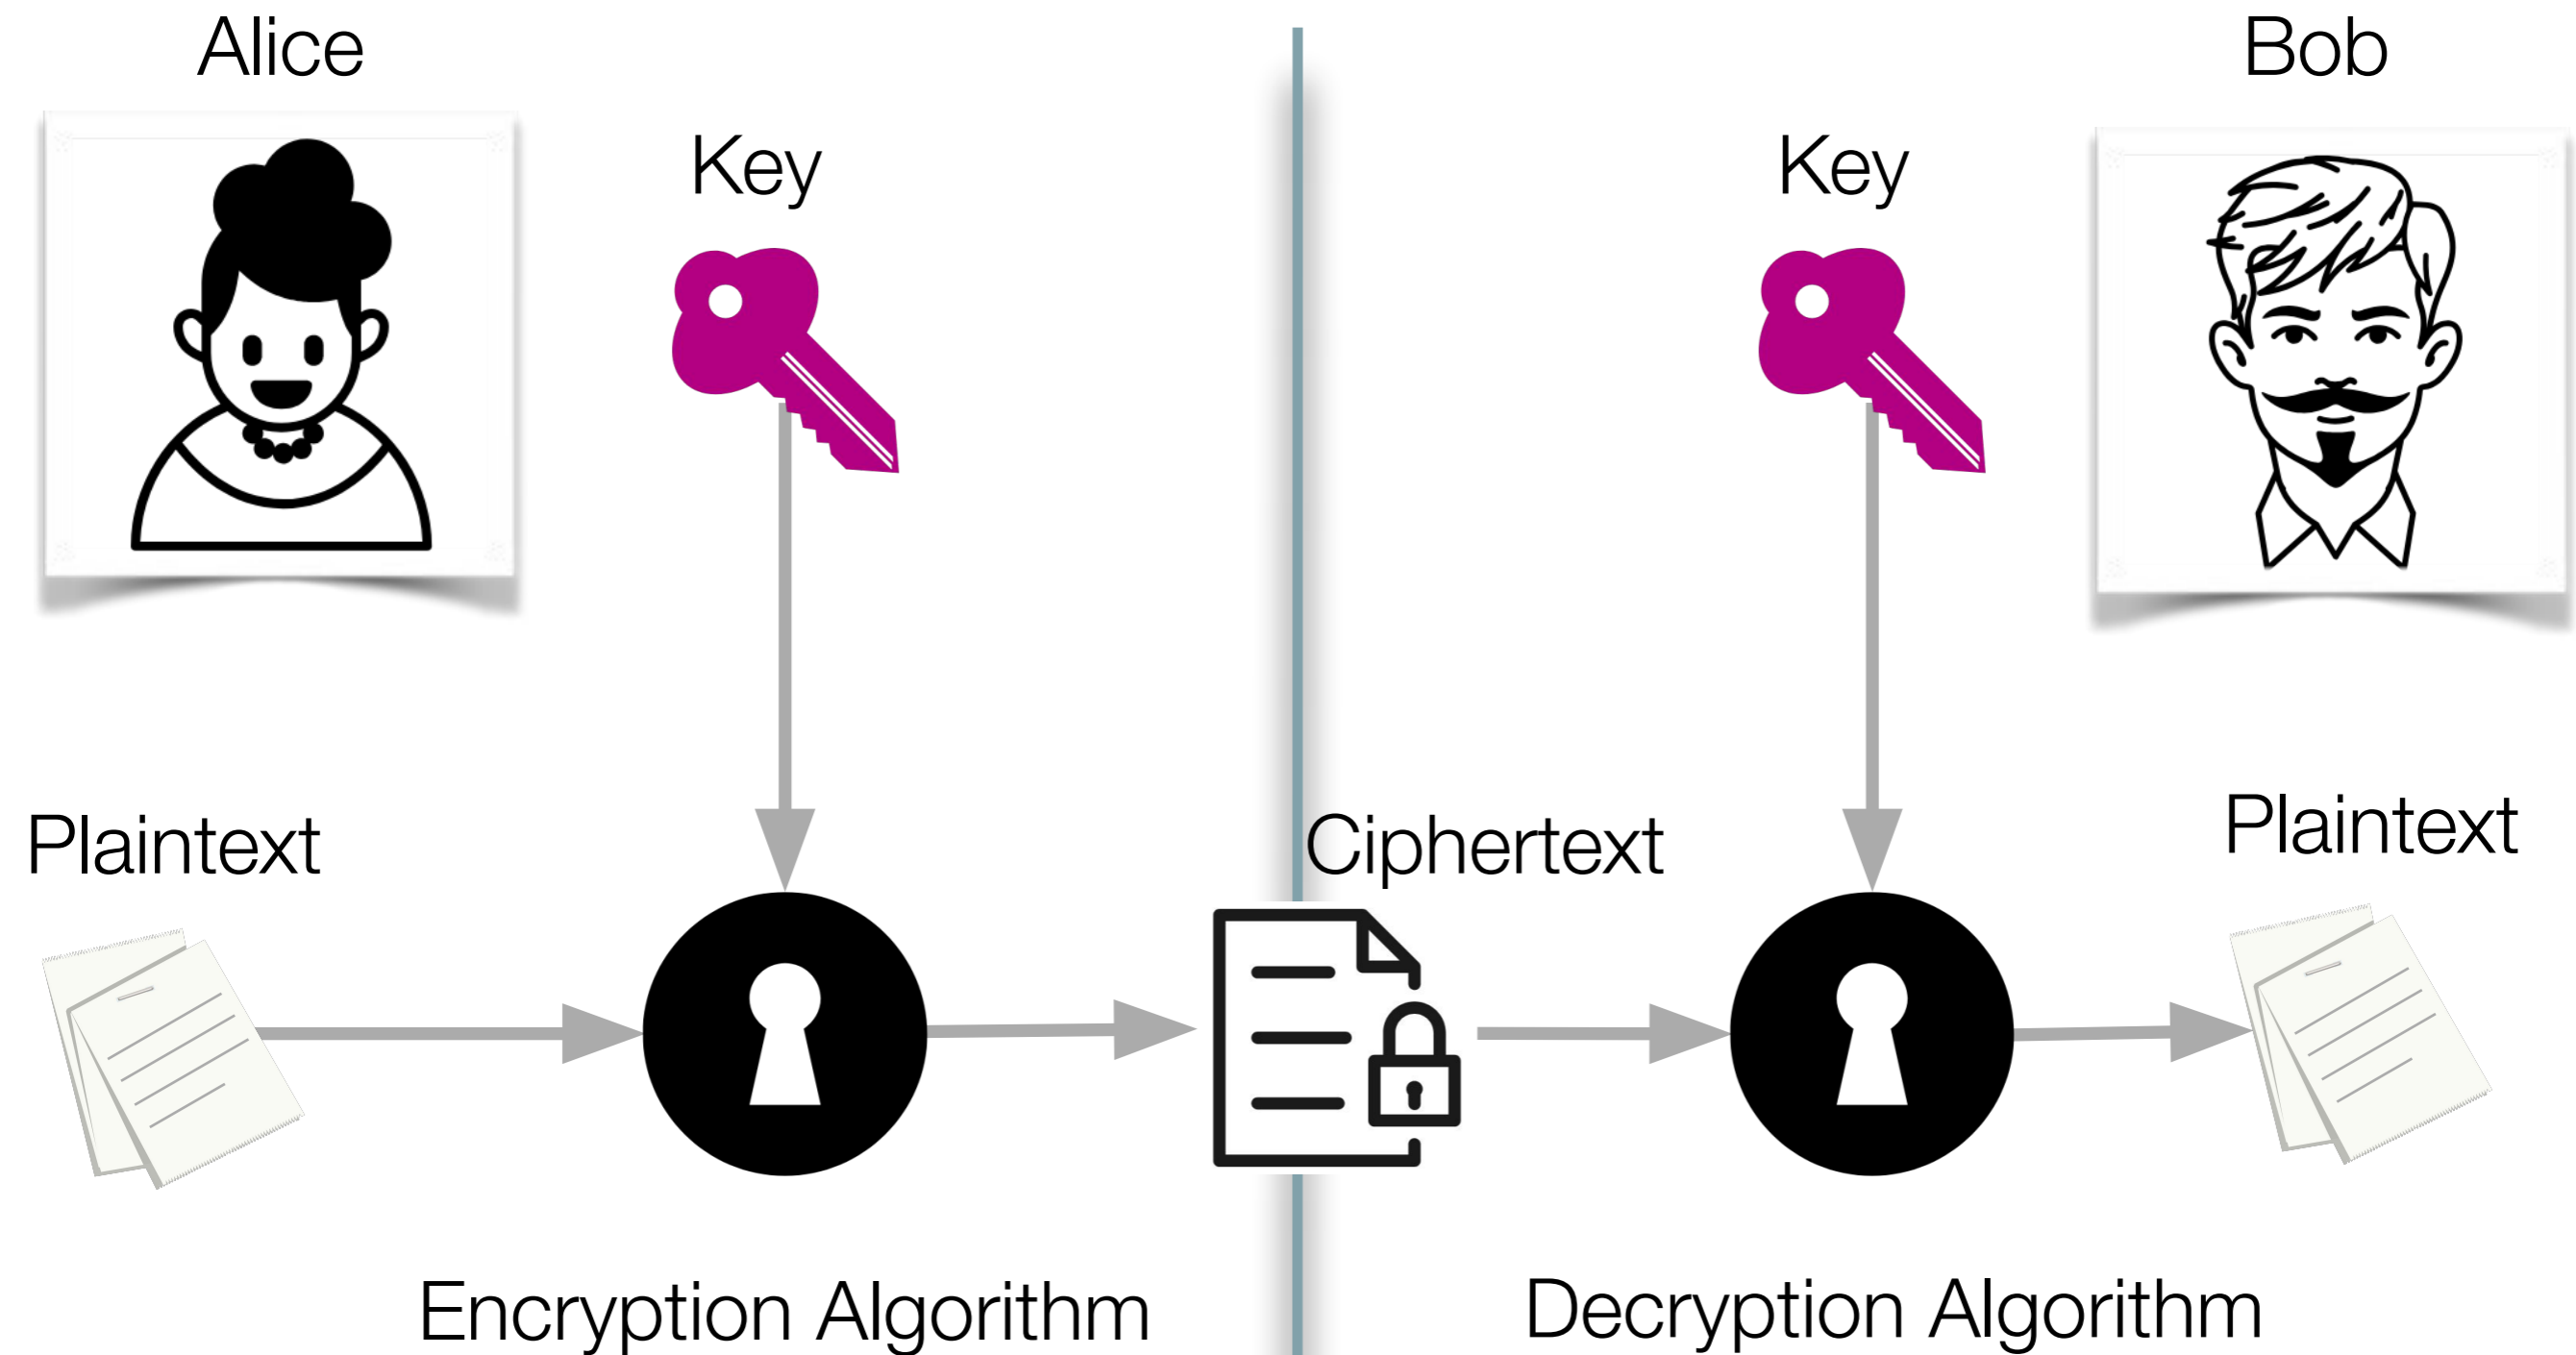 Alice
Bob
Key
Key
Plaintext
Ciphertext
Plaintext
Encryption Algorithm
Decryption Algorithm